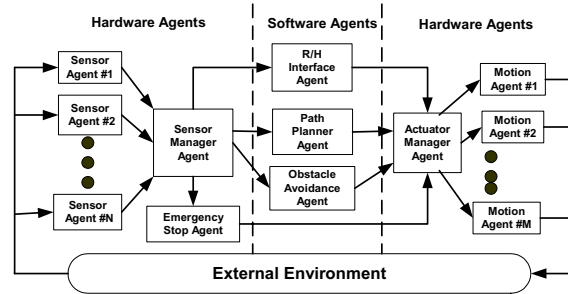 Hardware Agents
Software Agents
Hardware Agents
Sensor
Agent #1
Sensor
Agent #2
Sensor
Agent #N
Sensor
Manager
Agent
Emergency
Stop Agent
R/H
Interface
Agent
Path
Planner
Agent
Obstacle
Avoidance
Agent
Actuator
Manager
Agent
Motion
Agent #1
Motion
Agent #2
Motion
Agent #M
External Environment